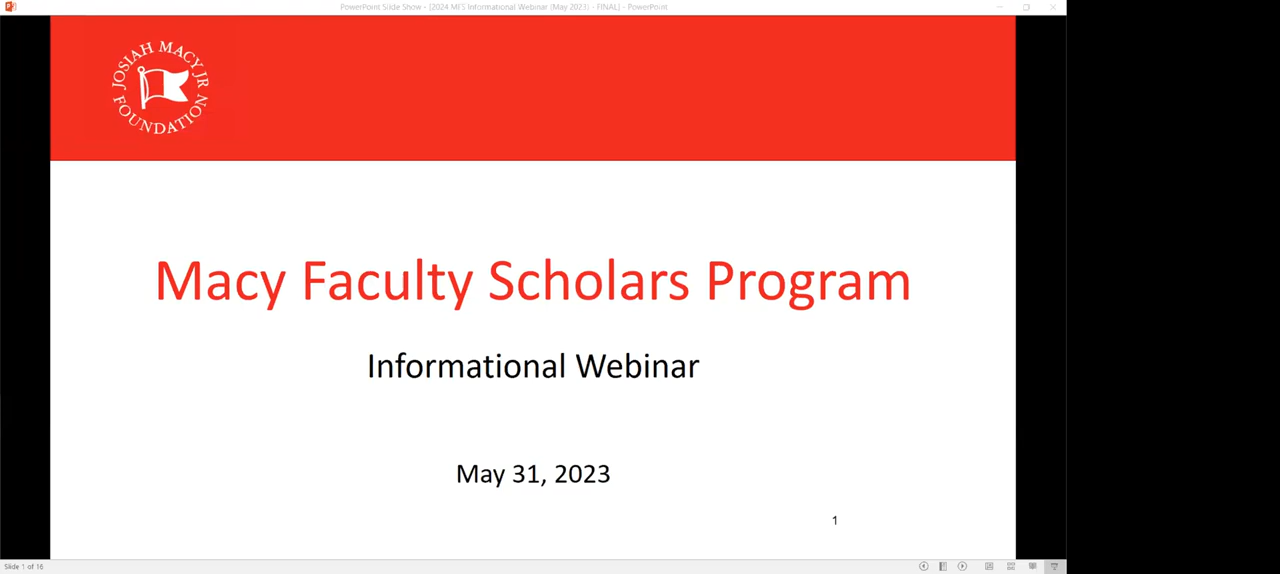 PowerPoint Slide Show - [2024 MFS Informational Webinar (May 2023) - FINAL] - PowerPoint
JOSIAH MACY JR
FOUNDATION
Macy Faculty Scholars Program
Informational Webinar
May 31, 2023
1
Slide 1 of 16